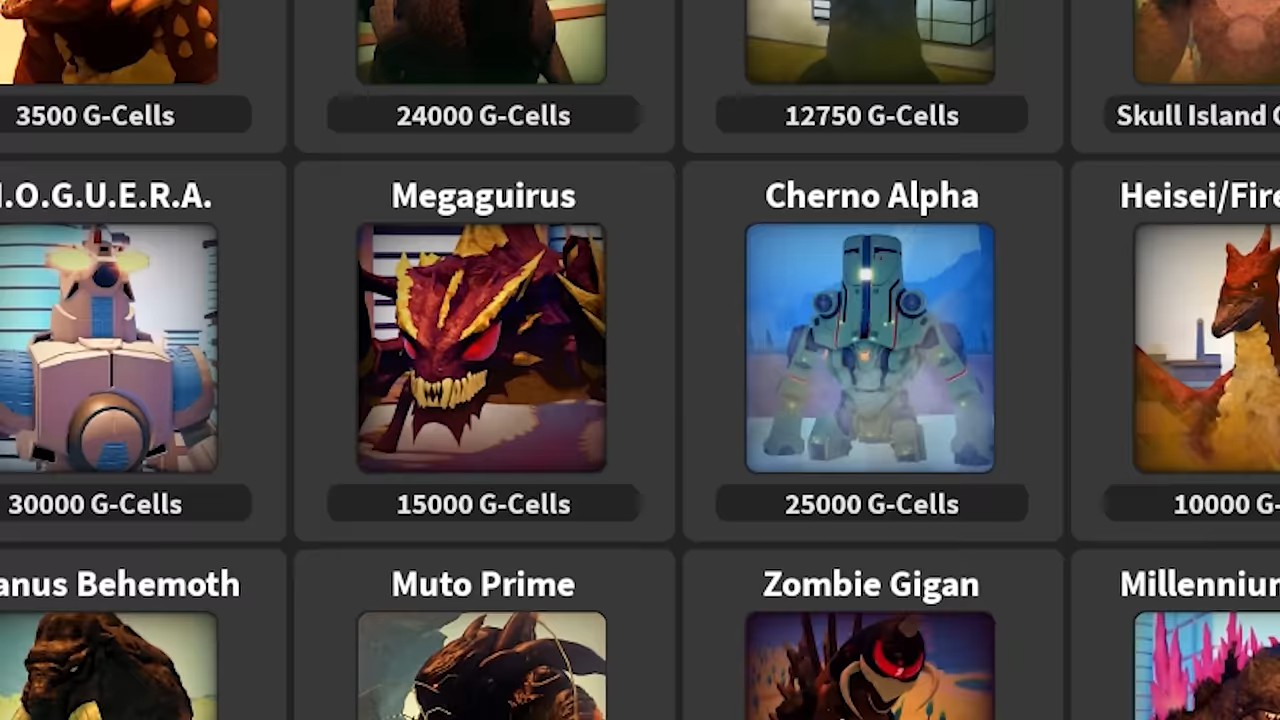 3500 G-Cells
24000 G-Cells
12750 G-Cells
Skull Island
.O.G.U.E.R.A.
Megaguirus
Cherno Alpha
Heisei/Fire
30000 G-Cells
15000 G-Cells
25000 G-Cells
10000 G-
anus Behemoth
Muto Prime
Zombie Gigan
Millenniu